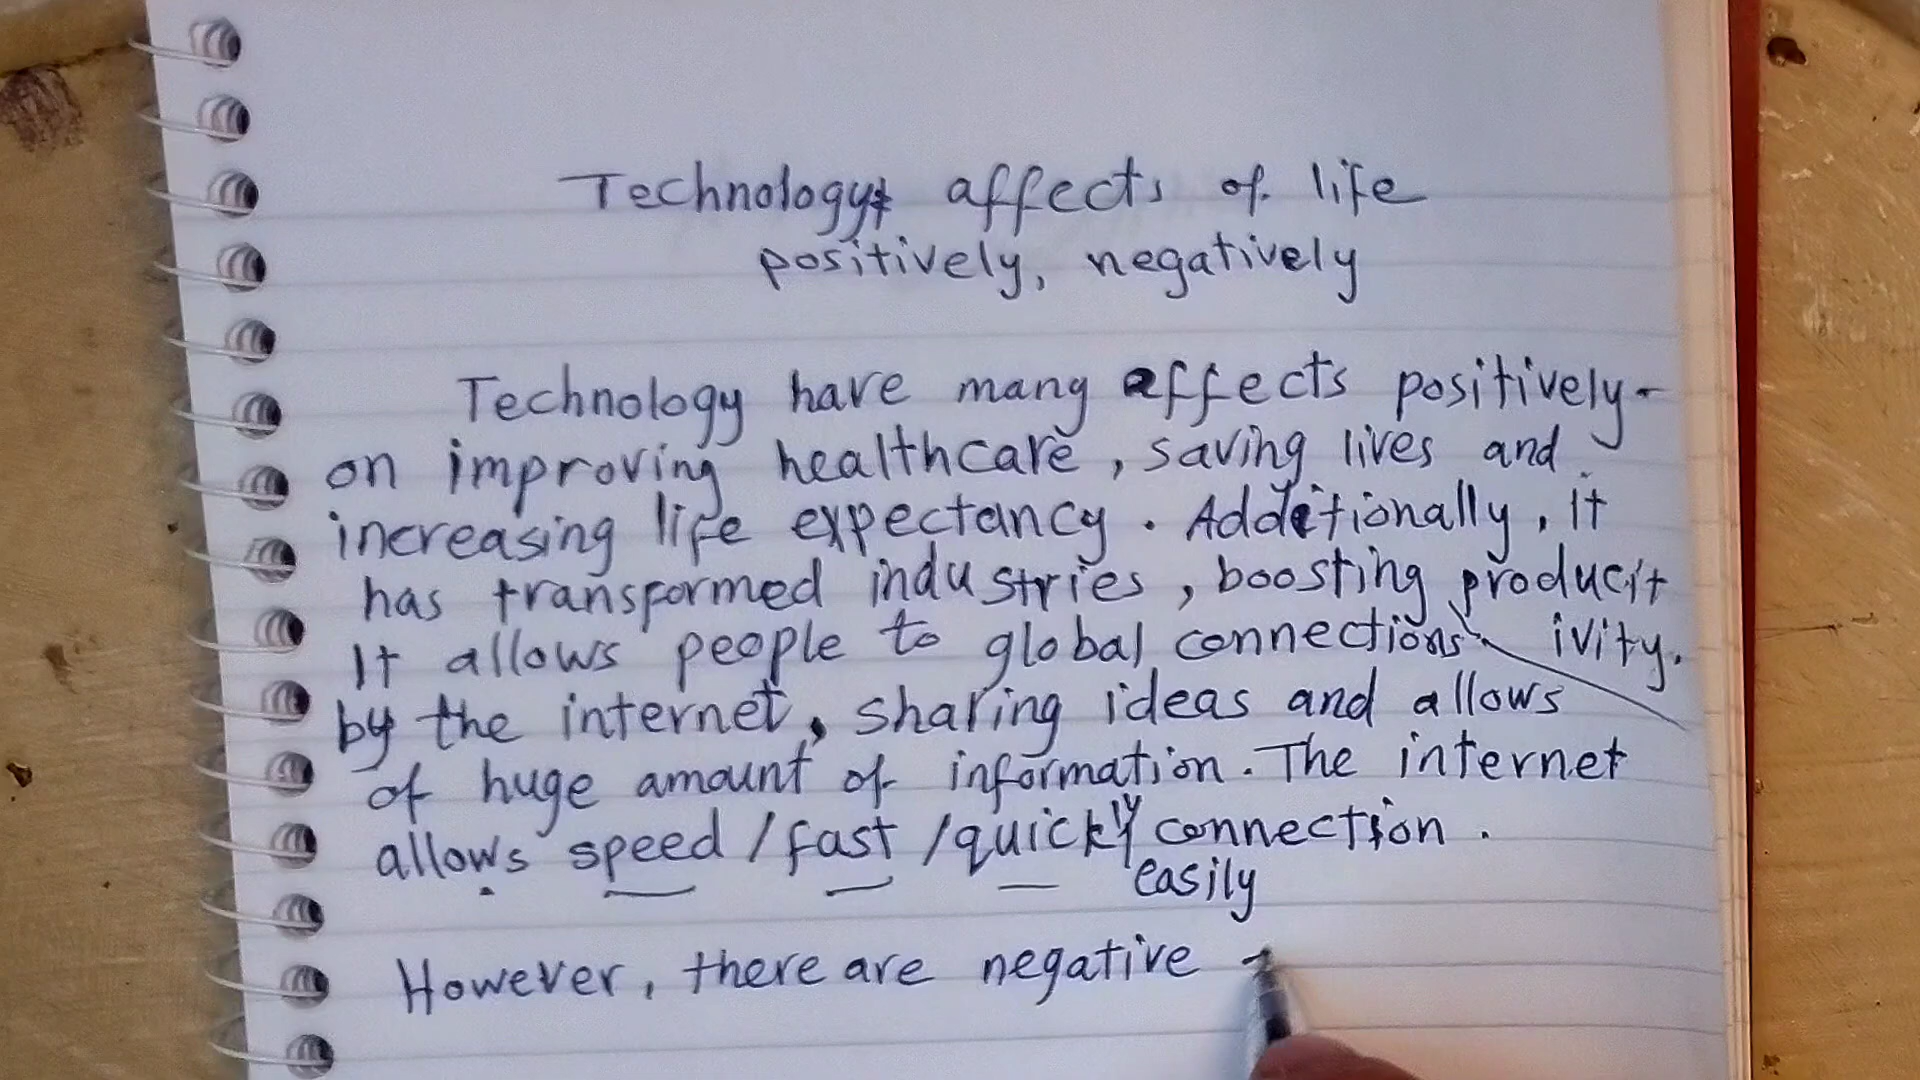 Technology affects of life
positively, negatively
Technology have many affects positively-
on improving healthcare, saving lives and
increasing life expectancy. Additionally, it
has transformed industries, boosting producit
ivity.
It allows people to global connections
by the internet, sharing ideas and allows
of huge amount of information. The internet
allows speed / fast / quickly connection.
easily
However, there are negative